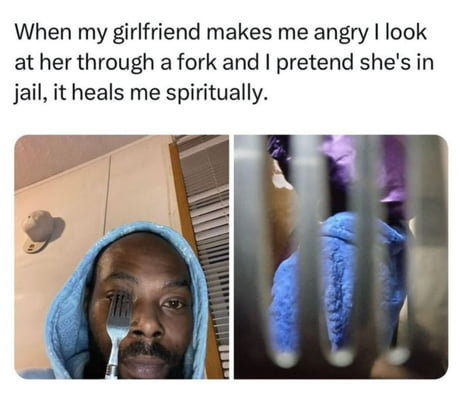 When my girlfriend makes me angry I look
at her through a fork and I pretend she's in
jail, it heals me spiritually.